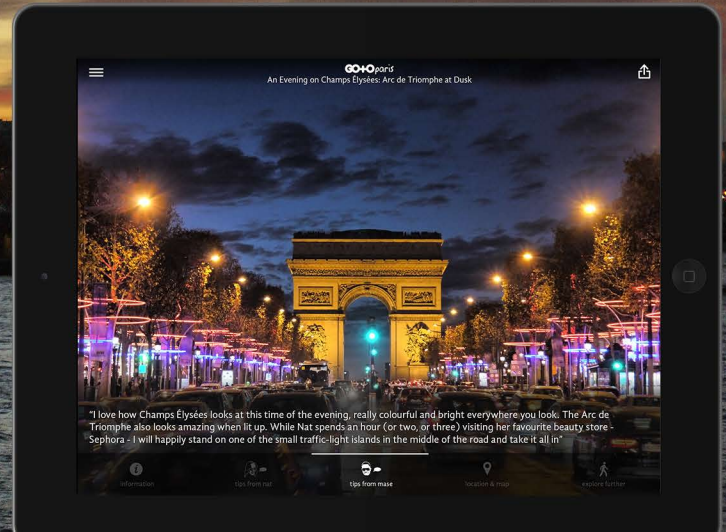 GOTOparis
An Evening on Champs Élysées: Arc de Triomphe at Dusk
“I love how Champs Élysées looks at this time of the evening, really colourful and bright everywhere you look. The Arc de
Triomphe also looks amazing when lit up. While Nat spends an hour (or two, or three) visiting her favourite beauty store -
Sephora - I will happily stand on one of the small traffic-light islands in the middle of the road and take it all in”
information tips from nat tips from mase location & map explore further